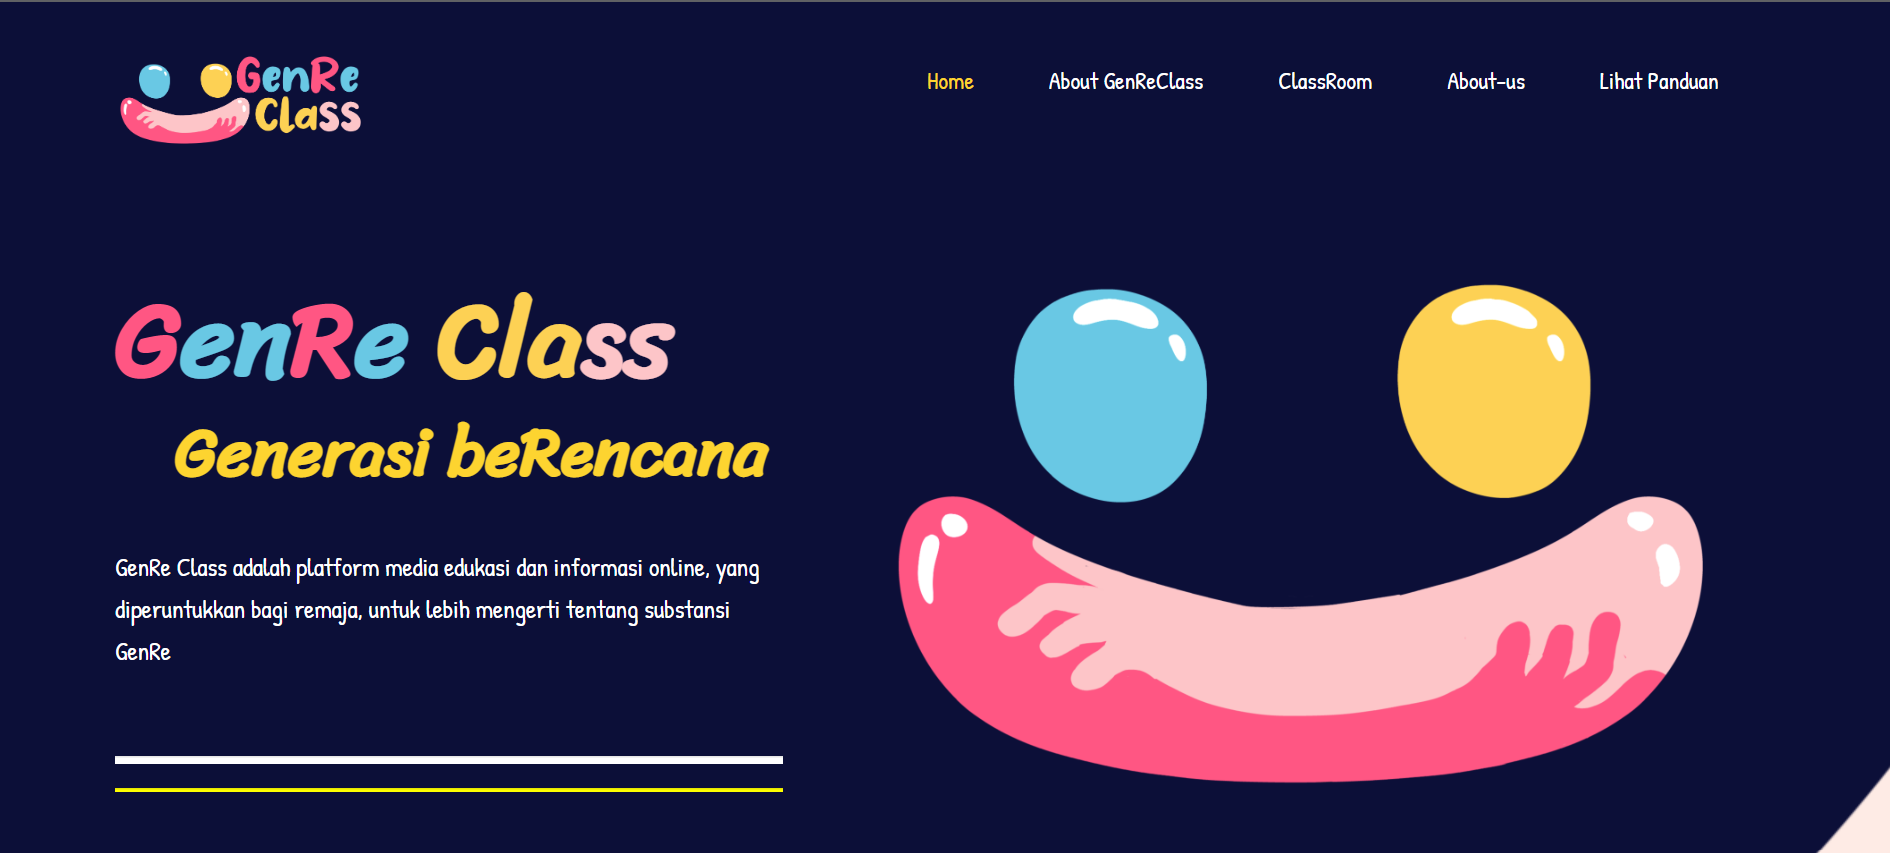 GenRe
Class
Home
About GenReClass
ClassRoom
About-us
Lihat Panduan
GenRe Class
Generasi beRencana
GenRe Class adalah platform media edukasi dan informasi online, yang
diperuntukkan bagi remaja, untuk lebih mengerti tentang substansi
GenRe